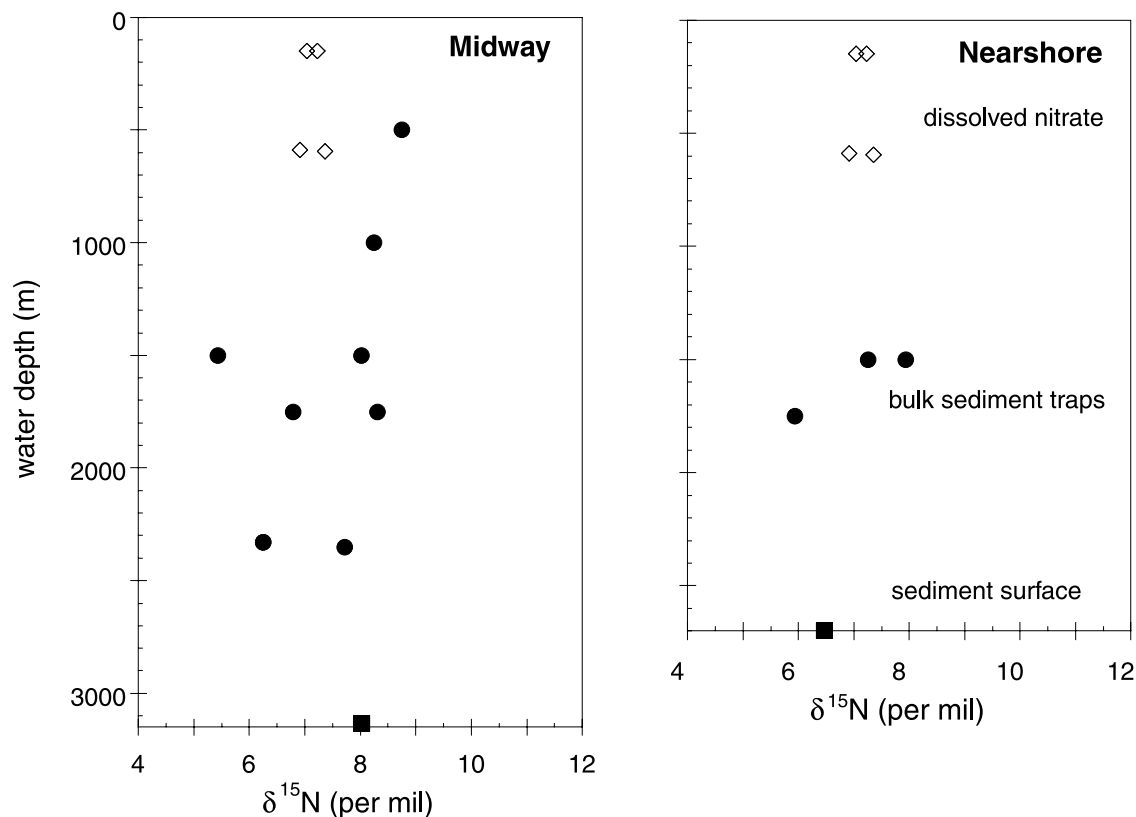 Midway
0
1000
2000
3000
water depth (m)
4 6 8 10 12
δ15N (per mil)
Nearshore
dissolved nitrate
bulk sediment traps
sediment surface
4 6 8 10 12
δ15N (per mil)